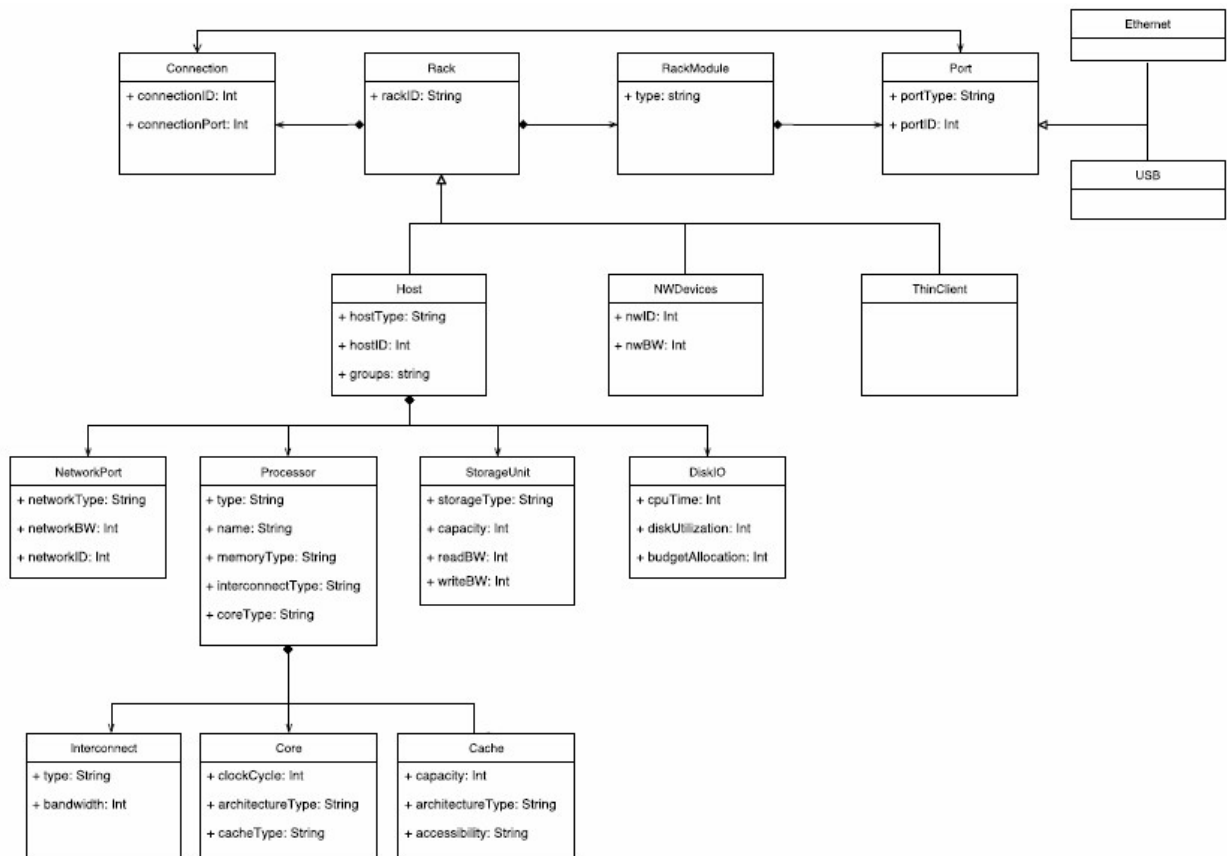 Ethernet
Connection
+ connectionID: Int
+ connectionPort: Int
Rack
+ rackID: String
RackModule
+ type: string
Port
+ portType: String
+ portID: Int
USB
Host
+ hostType: String
+ hostID: Int
+ groups: string
NWDevices
+ nwID: Int
+ nwBW: Int
ThinClient
NetworkPort
+ networkType: String
+ networkBW: Int
+ networkID: Int
Processor
+ type: String
+ name: String
+ memoryType: String
+ interconnectType: String
+ coreType: String
StorageUnit
+ storageType: String
+ capacity: Int
+ readBW: Int
+ writeBW: Int
DiskIO
+ cpuTime: Int
+ diskUtilization: Int
+ budgetAllocation: Int
Interconnect
+ type: String
+ bandwidth: Int
Core
+ clockCycle: Int
+ architectureType: String
+ cacheType: String
Cache
+ capacity: Int
+ architectureType: String
+ accessibility: String